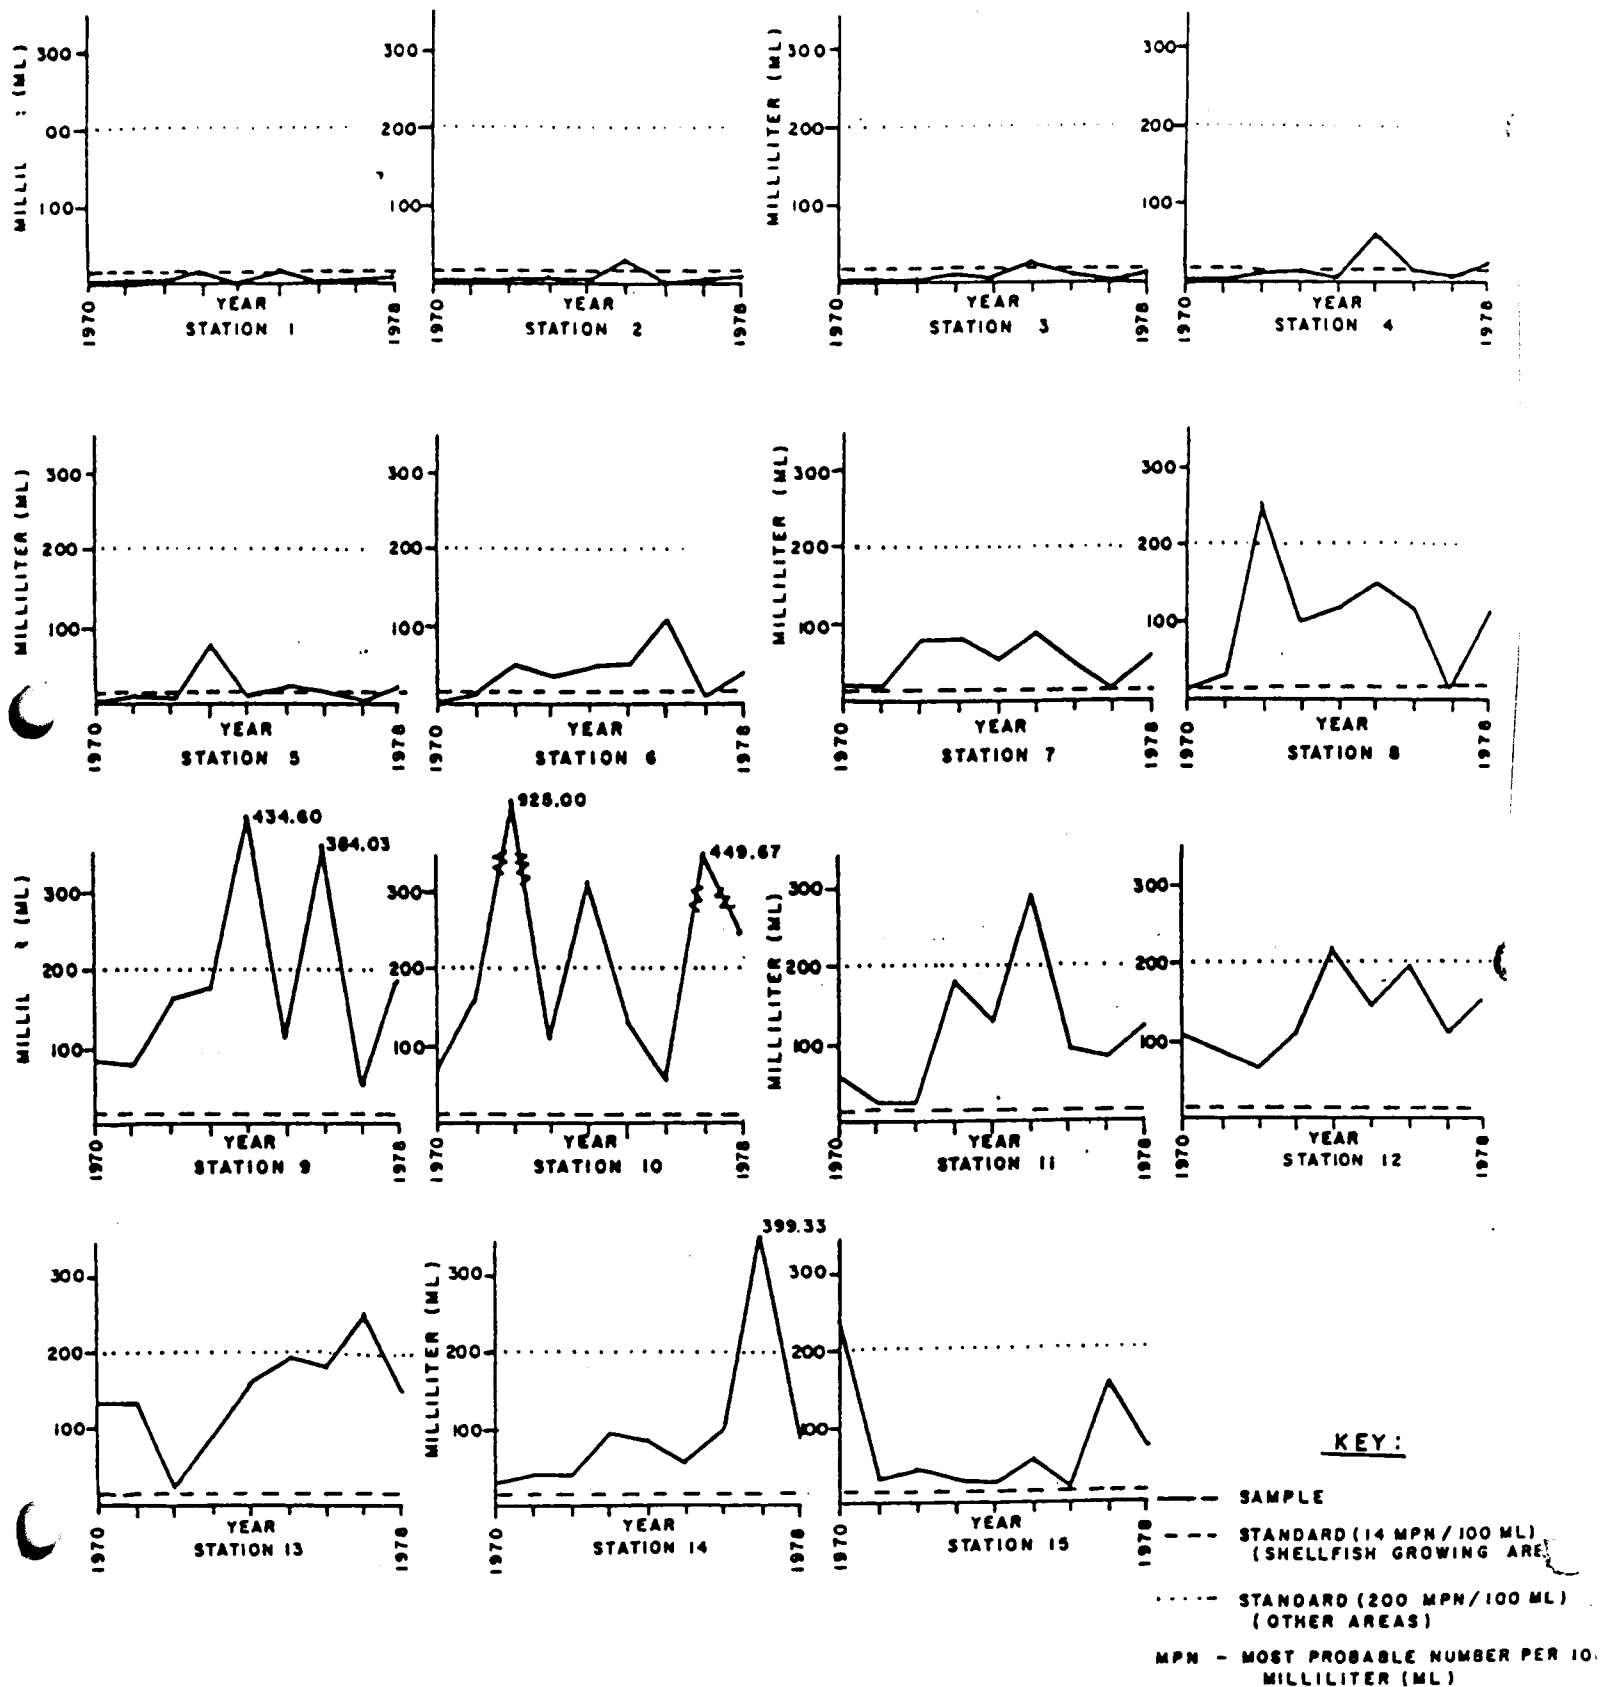 300 300 300 300
00 200 200 200
100 100 100 100
(ML) MILLILITER (ML)
1970 YEAR 1970 YEAR 1978 1970 YEAR 1970 YEAR 1978
STATION 1 STATION 2 STATION 3 STATION 4
MILLILITER (ML) MILLILITER (ML)
300 300 300 300
200 200 200 200
100 100 100 100
1970 YEAR 1978 1970 YEAR 1978 1970 YEAR 1978 1970 YEAR 1978
STATION 5 STATION 6 STATION 7 STATION 8
434.60 384.03 925.00 449.67
(ML) MILLILITER (ML)
300 300 300 300
200 200 200 200
100 100 100 100
1970 YEAR 1978 1970 YEAR 1978 1970 YEAR 1978 1970 YEAR 1978
STATION 9 STATION 10 STATION 11 STATION 12
399.33
MILLILITER (ML)
300 300 300
200 200 200
100 100 100
1970 YEAR 1978 1970 YEAR 1978 1970 YEAR 1978
STATION 13 STATION 14 STATION 15
KEY:
SAMPLE
STANDARD (14 MPN/100 ML)
(SHELLFISH GROWING
STANDARD (200 MPN/100 ML)
(OTHER AREAS)
MPN - MOST PROBABLE NUMBER PER
MILLILITER (ML)